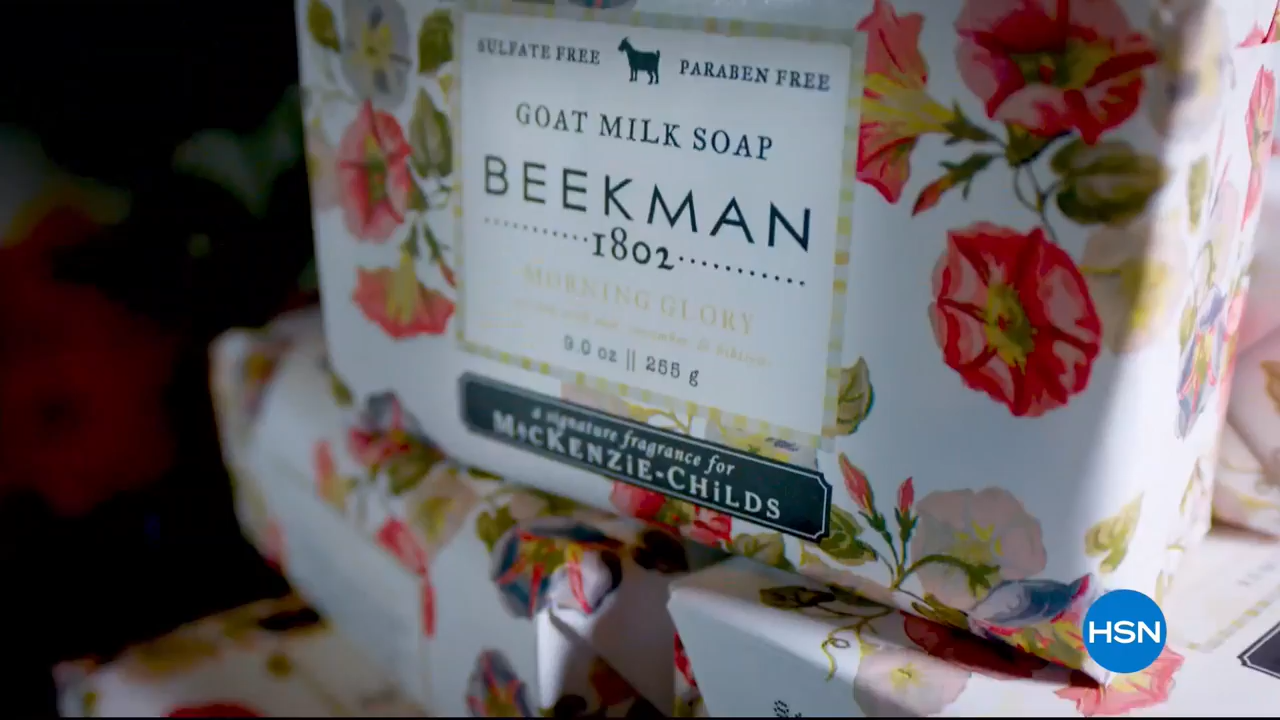 SULFATE FREE PARABEN FREE
GOAT MILK SOAP
BEEKMAN
1802
MORNING GLORY
9.0 oz || 255 g
a signature fragrance for
MacKENZiE-CHiLDS
HSN